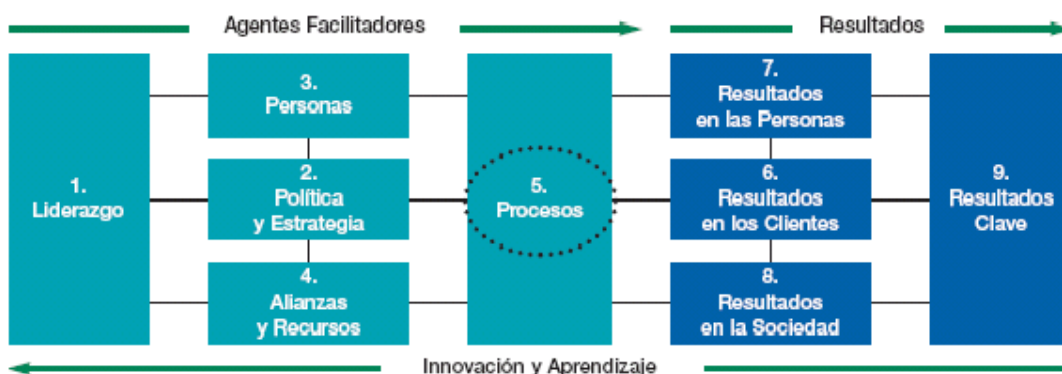 Agentes Facilitadores
Resultados
1.
Liderazgo
3.
Personas
2.
Política
y Estrategia
4.
Alianzas
y Recursos
5.
Procesos
7.
Resultados
en las Personas
6.
Resultados
en los Clientes
8.
Resultados
en la Sociedad
9.
Resultados
Clave
Innovación y Aprendizaje